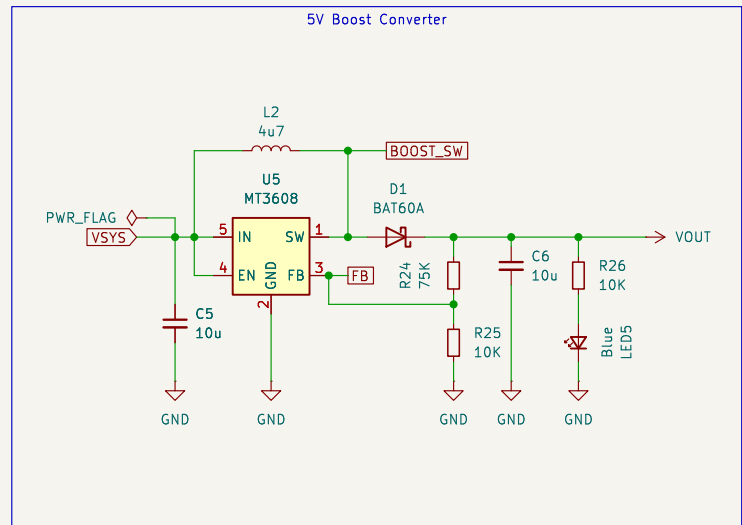 5V Boost Converter
L2
4u7
BOOST_SW
U5
MT3608
D1
BAT60A
PWR_FLAG
VSYS
5
IN
SW
1
VOUT
4
EN
GND
FB
3
FB
2
R24
75K
C6
10u
R26
10K
C5
10u
R25
10K
Blue
LED5
GND
GND
GND
GND
GND